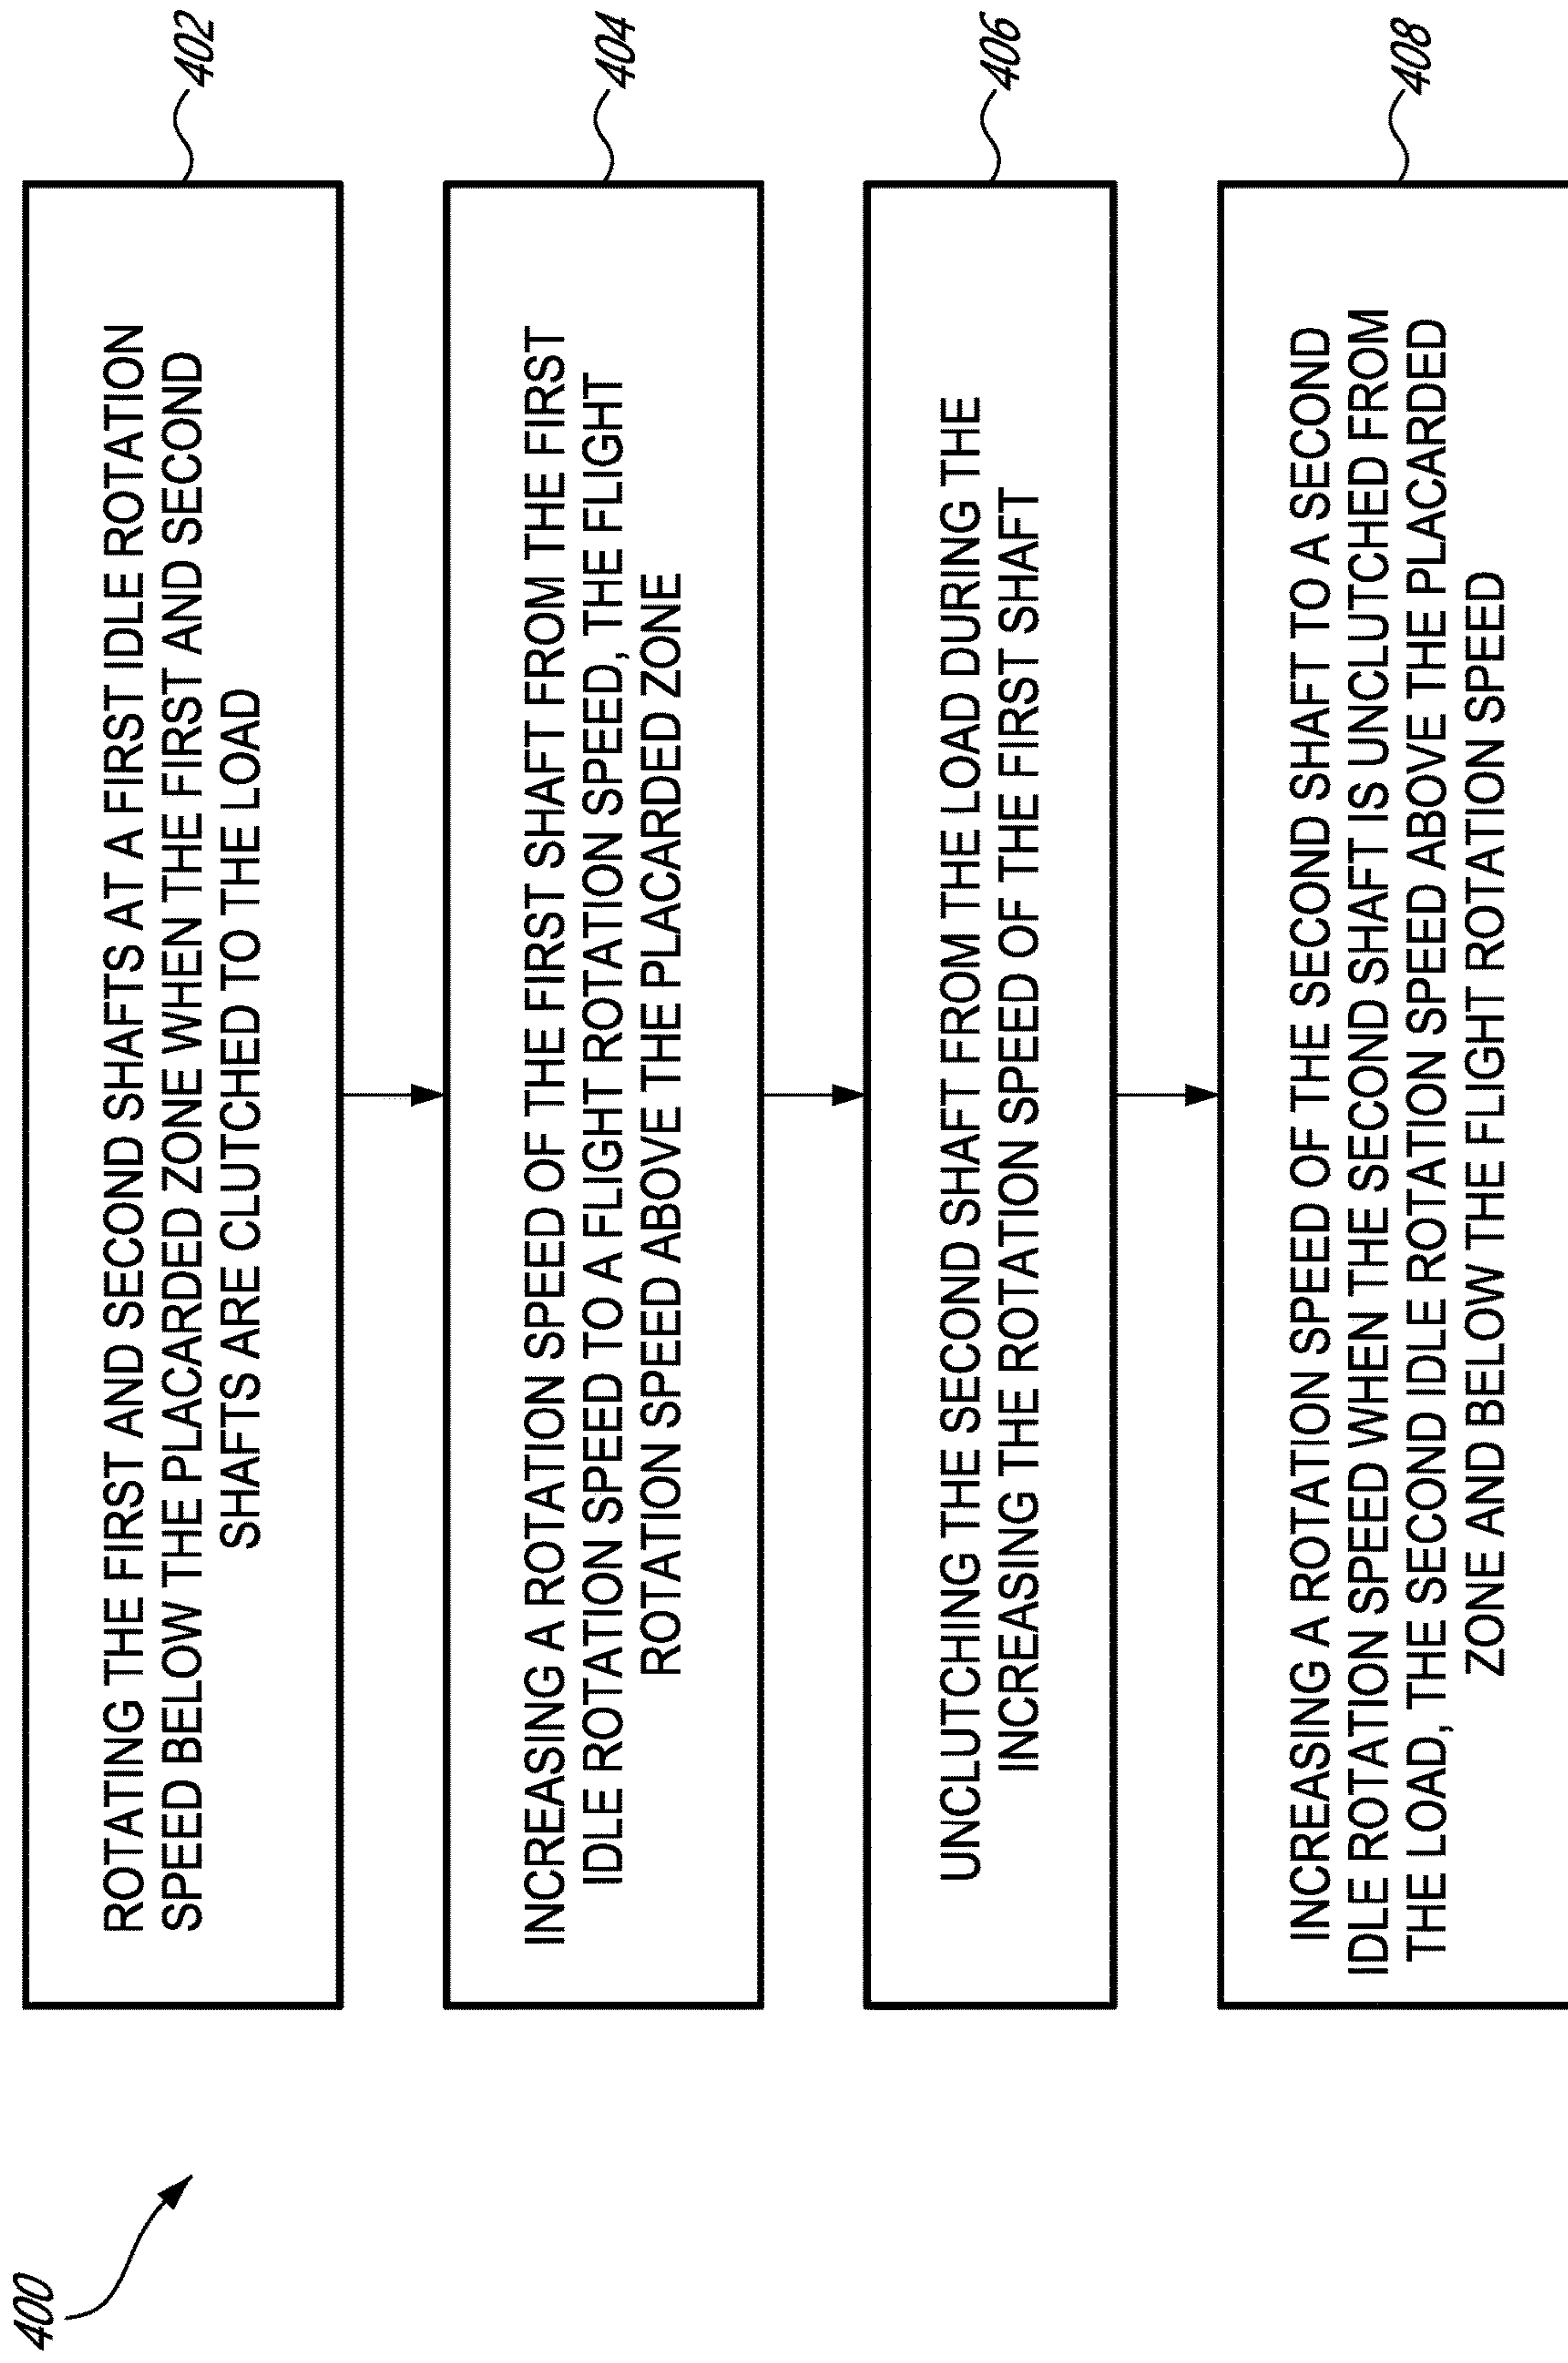 400
ROTATING THE FIRST AND SECOND SHAFTS AT A FIRST IDLE ROTATION
SPEED BELOW THE PLACARDED ZONE WHEN THE FIRST AND SECOND
SHAFTS ARE CLUTCHED TO THE LOAD
402
INCREASING A ROTATION SPEED OF THE FIRST SHAFT FROM THE FIRST
IDLE ROTATION SPEED TO A FLIGHT ROTATION SPEED, THE FLIGHT
ROTATION SPEED ABOVE THE PLACARDED ZONE
404
UNCLUTCHING THE SECOND SHAFT FROM THE LOAD DURING THE
INCREASING THE ROTATION SPEED OF THE FIRST SHAFT
406
INCREASING A ROTATION SPEED OF THE SECOND SHAFT TO A SECOND
IDLE ROTATION SPEED WHEN THE SECOND SHAFT IS UNCLUTCHED FROM
THE LOAD, THE SECOND IDLE ROTATION SPEED ABOVE THE PLACARDED
ZONE AND BELOW THE FLIGHT ROTATION SPEED
408